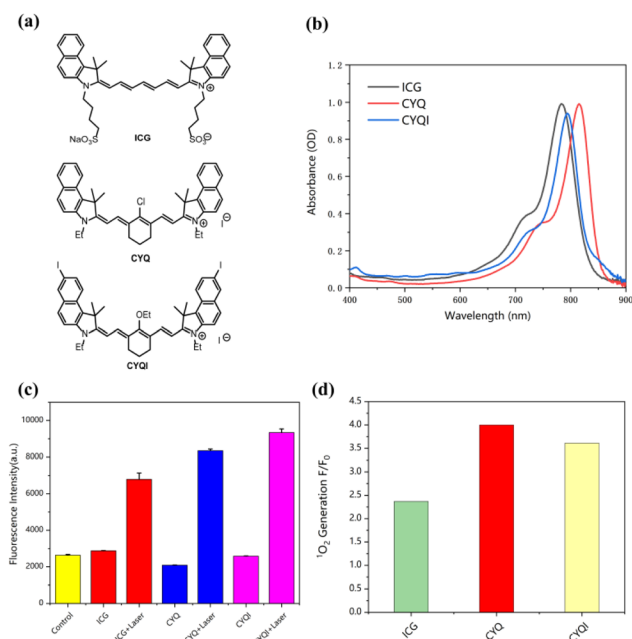 (a)
NaO3S
N
N⊕
SO3⊖
ICG
Cl
N
Et
N⊕
Et
I⊖
CYQ
I
I
OEt
N
Et
N⊕
Et
I⊖
CYQI
(b)
Absorbance (OD)
1.2
1.0
0.8
0.6
0.4
0.2
0.0
ICG
CYQ
CYQI
400 500 600 700 800 900
Wavelength (nm)
(c)
Fluorescence Intensity(a.u.)
10000
8000
6000
4000
2000
0
Control ICG ICG+Laser CYQ CYQ+Laser CYQI CYQI+Laser
(d)
¹O₂ Generation F/F₀
4.5
4.0
3.5
3.0
2.5
2.0
1.5
1.0
0.5
0.0
ICG CYQ CYQI